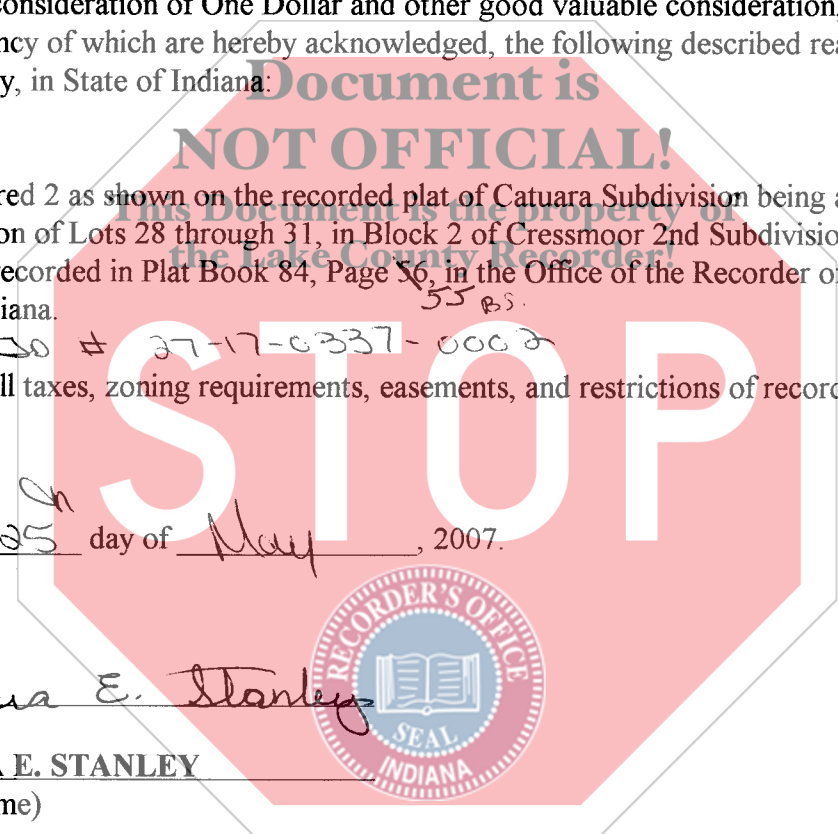 consideration of One Dollar and other good valuable consideration,
ncy of which are hereby acknowledged, the following described rea
y, in State of Indiana:
Document is
NOT OFFICIAL!
This Document is the property of
the Lake County Recorder!
red 2 as shown on the recorded plat of Catuara Subdivision being a
on of Lots 28 through 31, in Block 2 of Cressmoor 2nd Subdivisio
recorded in Plat Book 84, Page 56, in the Office of the Recorder o
55 BS.
iana.
# 27-17-0337-0002
ll taxes, zoning requirements, easements, and restrictions of record
STOP
25 day of May, 2007.
RECORDER'S OFFICE
SEAL
INDIANA
E. Stanley
A E. STANLEY
me)